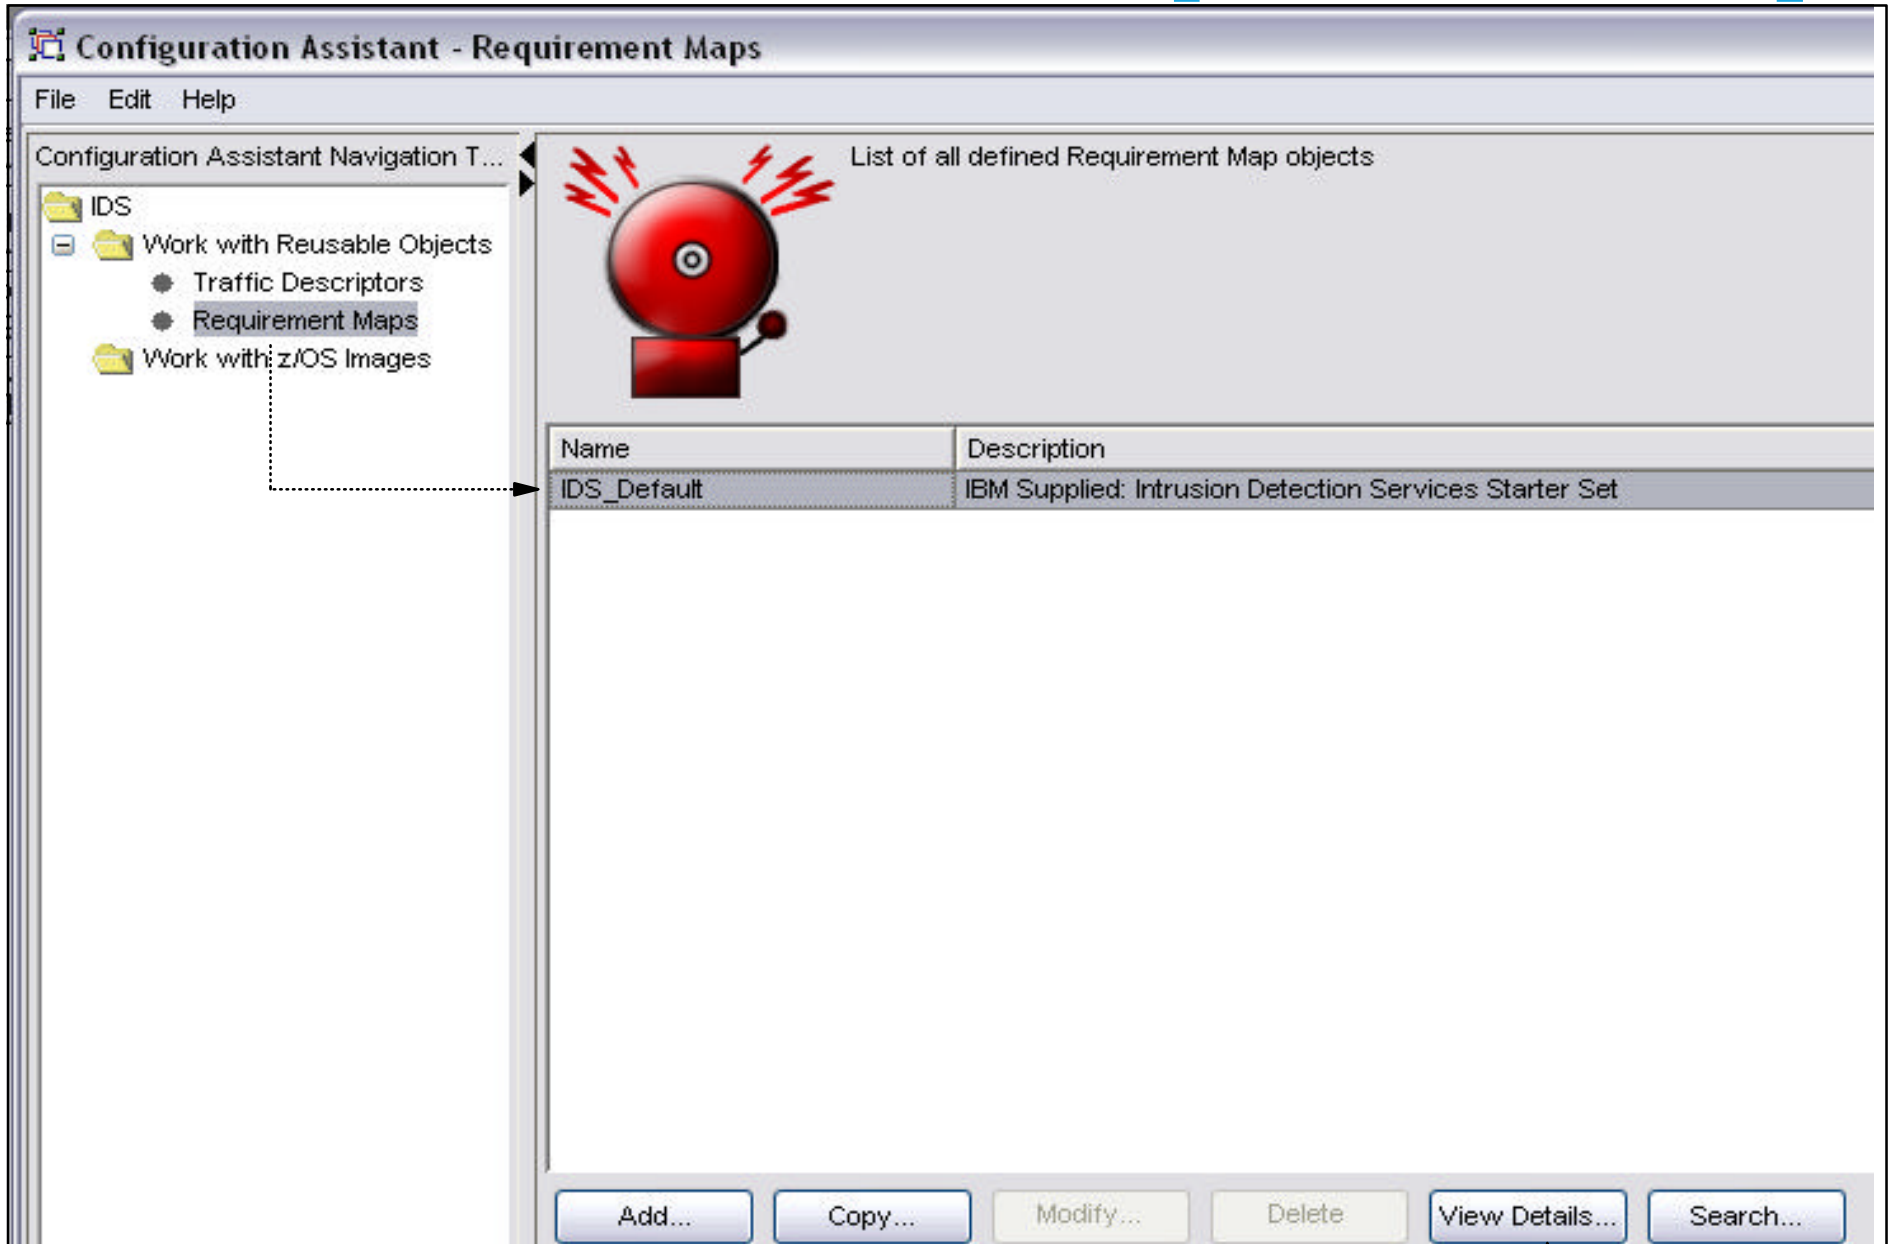 Configuration Assistant - Requirement Maps
File Edit Help
Configuration Assistant Navigation T...
IDS
Work with Reusable Objects
Traffic Descriptors
Requirement Maps
Work with z/OS Images
List of all defined Requirement Map objects
Name Description
IDS_Default IBM Supplied: Intrusion Detection Services Starter Set
Add... Copy... Modify... Delete View Details... Search...